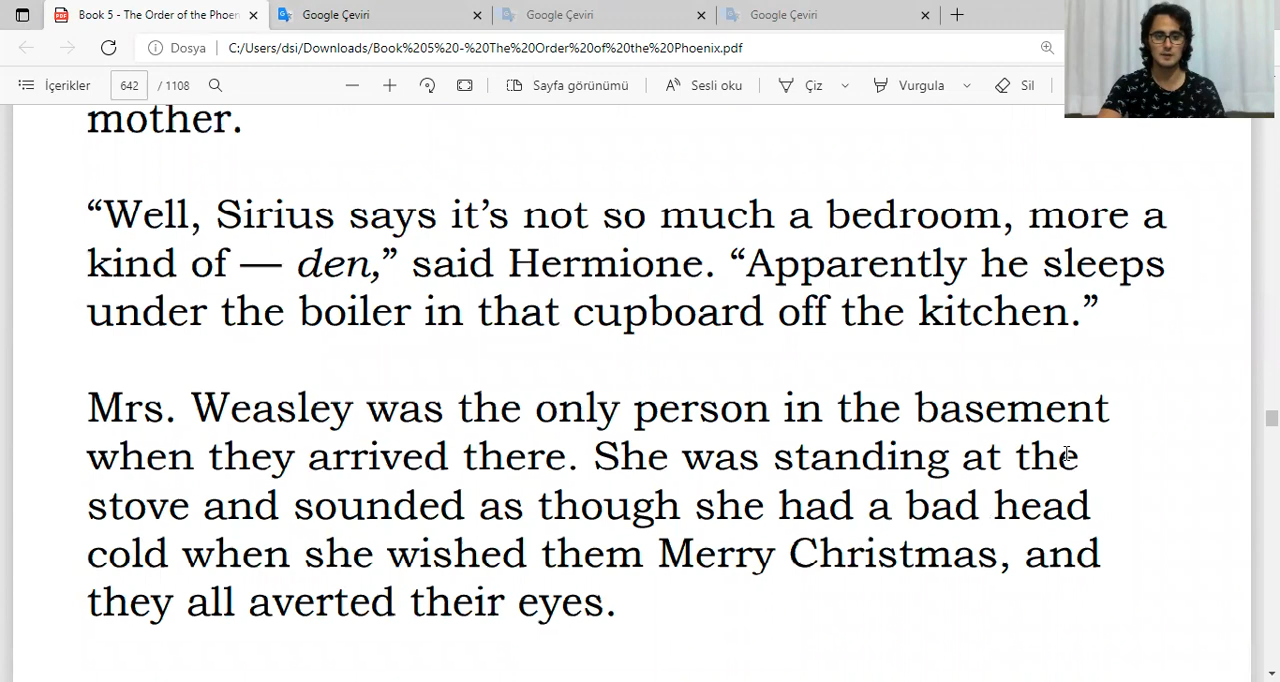 Book 5 - The Order of the Phoen
Google Çeviri
Google Çeviri
Google Çeviri
Dosya
C:/Users/dsi/Downloads/Book%205%20-%20The%20Order%20of%20the%20Phoenix.pdf
İçerikler
642
/ 1108
Sayfa görünümü
Sesli oku
Çiz
Vurgula
Sil
mother.
“Well, Sirius says it’s not so much a bedroom, more a
kind of — den,” said Hermione. “Apparently he sleeps
under the boiler in that cupboard off the kitchen.”
Mrs. Weasley was the only person in the basement
when they arrived there. She was standing at the
stove and sounded as though she had a bad head
cold when she wished them Merry Christmas, and
they all averted their eyes.